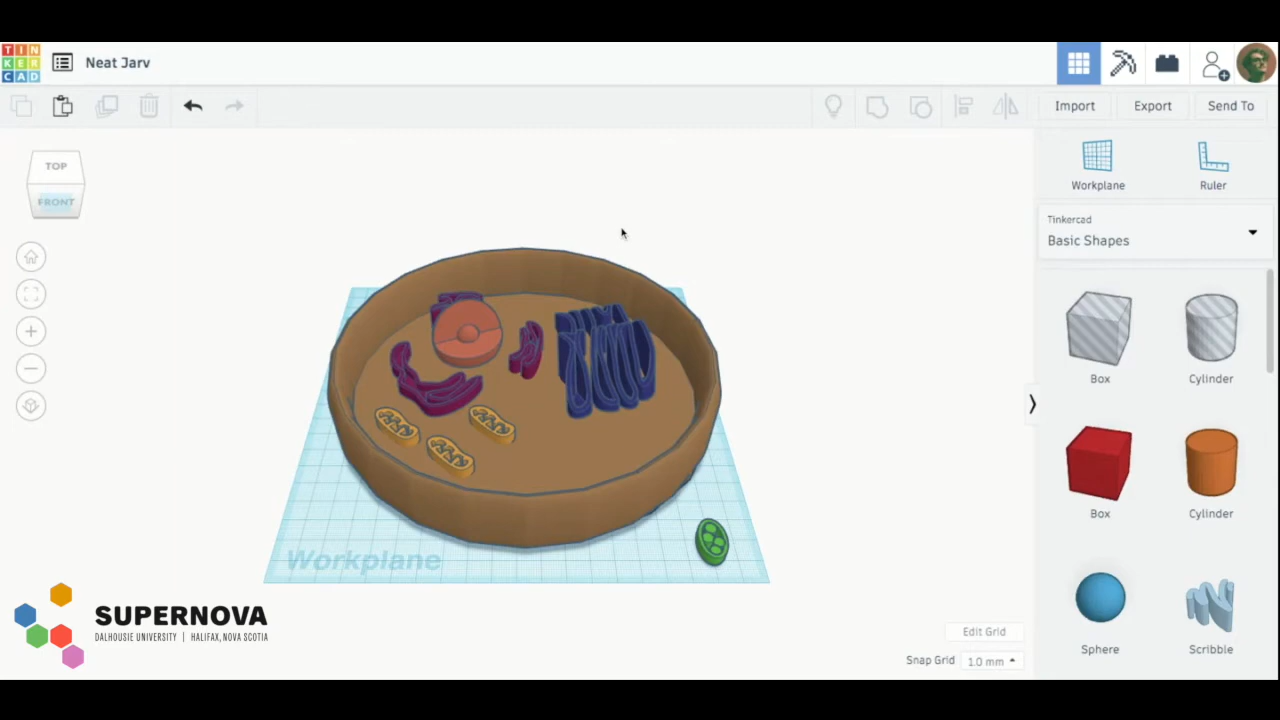 TIN
KER
CAD
Neat Jarv
Import
Export
Send To
TOP
FRONT
Workplane
Ruler
Tinkercad
Basic Shapes
Box
Cylinder
Box
Cylinder
Workplane
SUPERNOVA
DALHOUSIE UNIVERSITY | HALIFAX, NOVA SCOTIA
Edit Grid
Sphere
Scribble
Snap Grid
1.0 mm